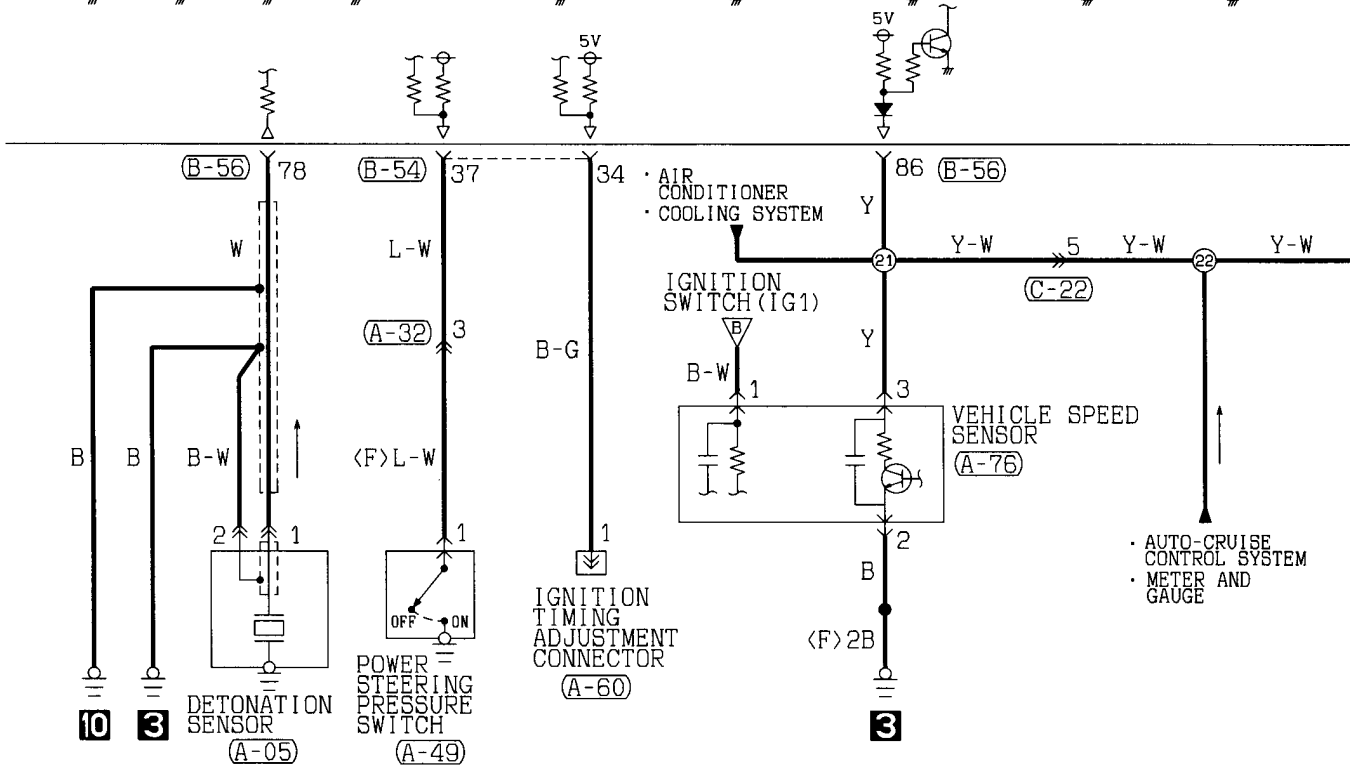 5V
5V
(B-56) 78
(B-54) 37
34
86 (B-56)
· AIR
CONDITIONER
· COOLING SYSTEM
W
L-W
Y
Y-W
5
Y-W
Y-W
21
22
(C-22)
IGNITION
SWITCH(IG1)
B
(A-32) 3
B-G
Y
B-W
1
3
VEHICLE SPEED
SENSOR
(A-76)
B
B
B-W
<F>L-W
2
1
1
1
2
OFF
ON
B
<F>2B
· AUTO-CRUISE
CONTROL SYSTEM
· METER AND
GAUGE
IGNITION
TIMING
ADJUSTMENT
CONNECTOR
(A-60)
POWER
STEERING
PRESSURE
SWITCH
(A-49)
10
3
DETONATION
SENSOR
(A-05)
3